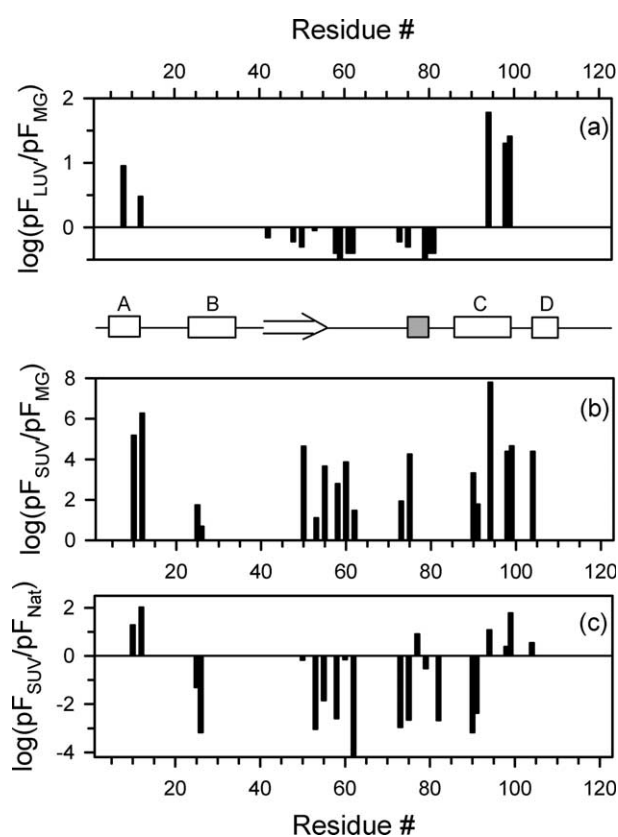 Residue #
20 40 60 80 100 120
2
1
0
log(pF_LUV/pF_MG)
(a)
A B C D
8
6
4
2
0
log(pF_SUV/pF_MG)
(b)
20 40 60 80 100 120
2
0
-2
-4
log(pF_SUV/pF_Nat)
(c)
20 40 60 80 100 120
Residue #